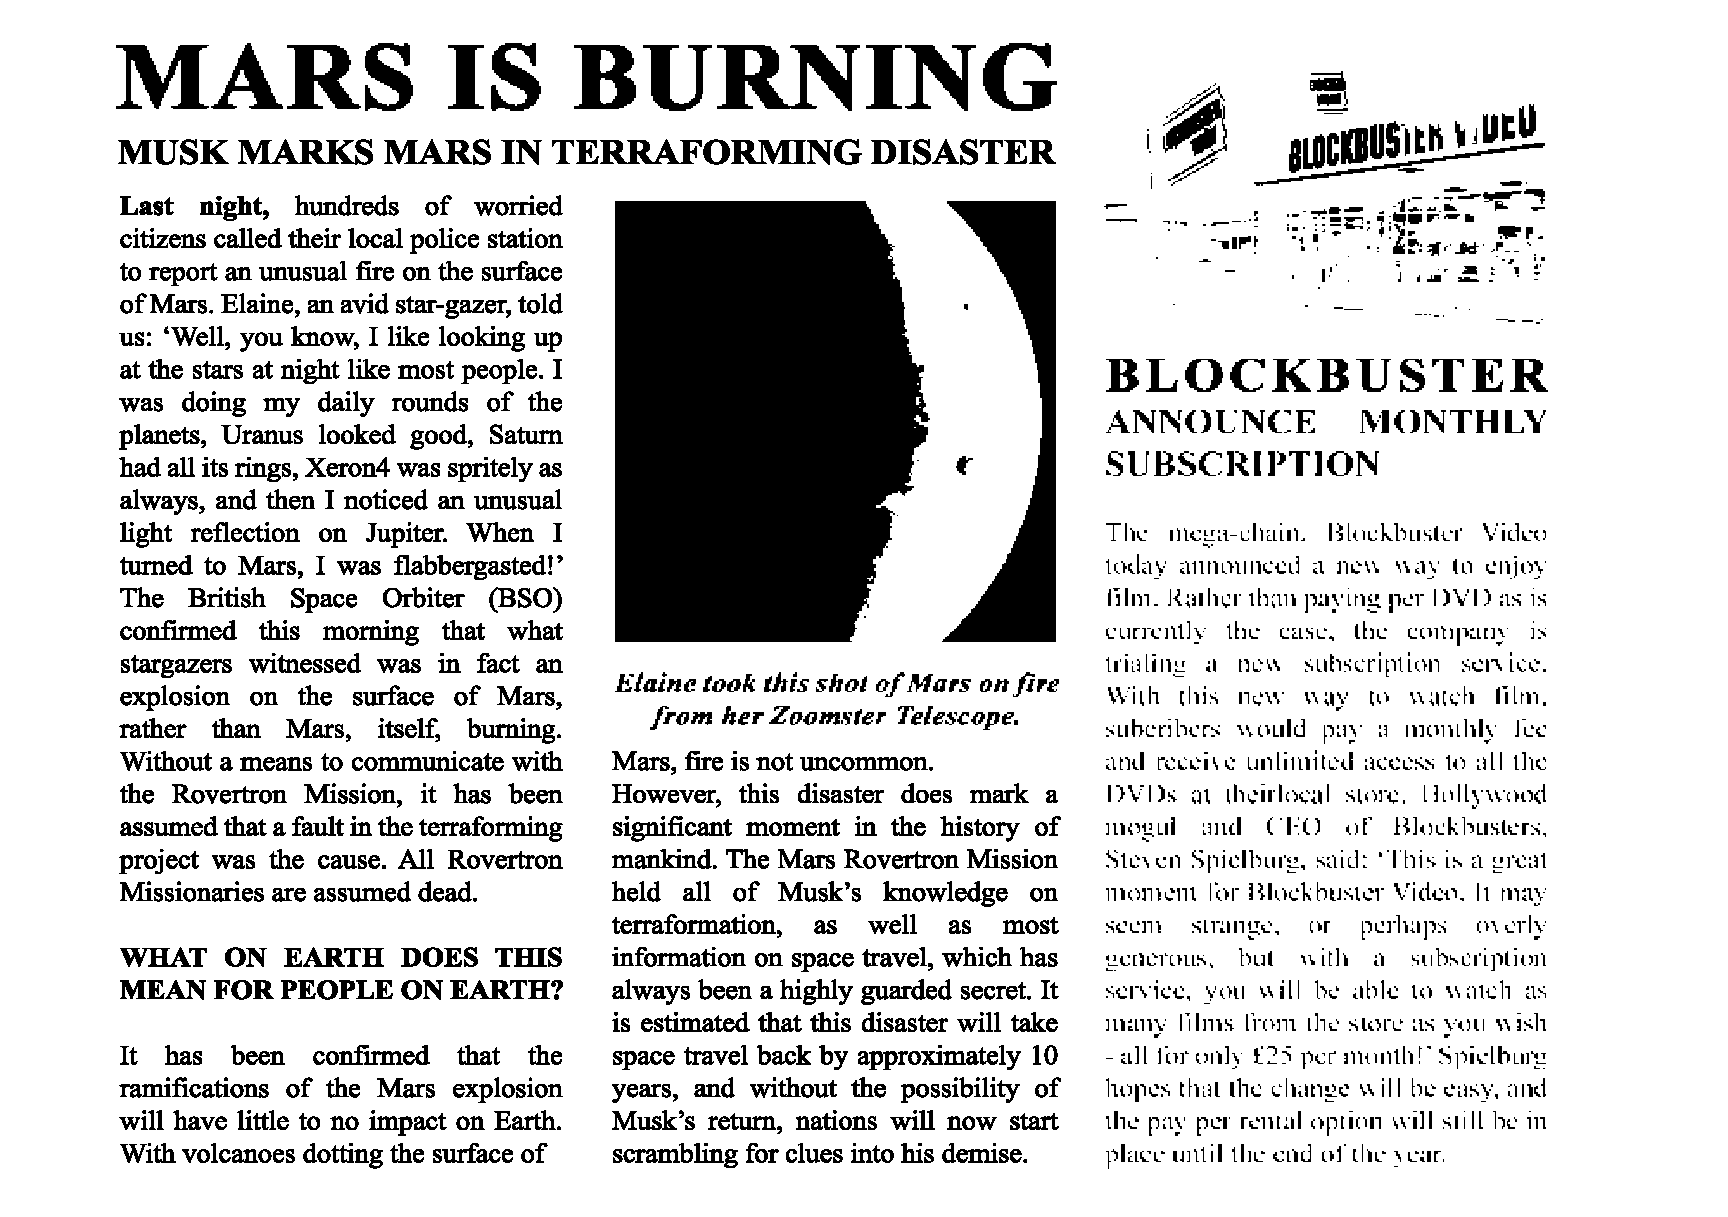 MARS IS BURNING
MUSK MARKS MARS IN TERRAFORMING DISASTER
Last night, hundreds of worried
citizens called their local police station
to report an unusual fire on the surface
of Mars. Elaine, an avid star-gazer, told
us: ‘Well, you know, I like looking up
at the stars at night like most people. I
was doing my daily rounds of the
planets, Uranus looked good, Saturn
had all its rings, Xeron4 was spritely as
always, and then I noticed an unusual
light reflection on Jupiter. When I
turned to Mars, I was flabbergasted!’
The British Space Orbiter (BSO)
confirmed this morning that what
stargazers witnessed was in fact an
explosion on the surface of Mars,
rather than Mars, itself, burning.
Without a means to communicate with
the Rovertron Mission, it has been
assumed that a fault in the terraforming
project was the cause. All Rovertron
Missionaries are assumed dead.
WHAT ON EARTH DOES THIS
MEAN FOR PEOPLE ON EARTH?
It has been confirmed that the
ramifications of the Mars explosion
will have little to no impact on Earth.
With volcanoes dotting the surface of
Elaine took this shot of Mars on fire
from her Zoomster Telescope.
Mars, fire is not uncommon.
However, this disaster does mark a
significant moment in the history of
mankind. The Mars Rovertron Mission
held all of Musk’s knowledge on
terraformation, as well as most
information on space travel, which has
always been a highly guarded secret. It
is estimated that this disaster will take
space travel back by approximately 10
years, and without the possibility of
Musk’s return, nations will now start
scrambling for clues into his demise.
BLOCKBUSTER VIDEO
BLOCKBUSTER
ANNOUNCE MONTHLY
SUBSCRIPTION
The mega-chain, Blockbuster Video
today announced a new way to enjoy
film. Rather than paying per DVD as is
currently the case, the company is
trialing a new subscription service.
With this new way to watch film,
subcribers would pay a monthly fee
and receive unlimited access to all the
DVDs at theirlocal store. Hollywood
mogul and CEO of Blockbusters,
Steven Spielburg, said: ‘This is a great
moment for Blockbuster Video. It may
seem strange, or perhaps overly
generous, but with a subscription
service, you will be able to watch as
many films from the store as you wish
- all for only £25 per month!’ Spielburg
hopes that the change will be easy, and
the pay per rental option will still be in
place until the end of the year.